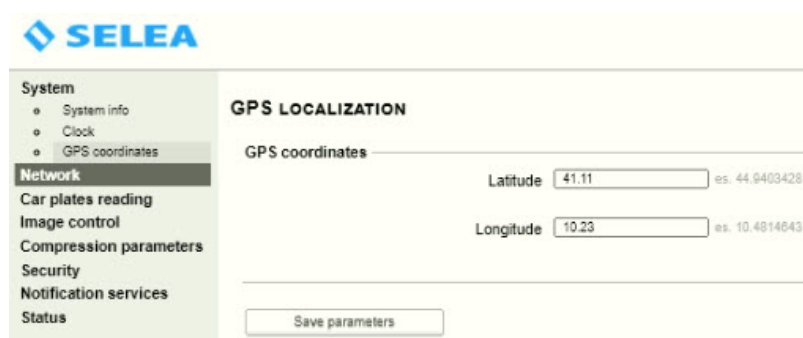 SELEA
System
System info
Clock
GPS coordinates
Network
Car plates reading
Image control
Compression parameters
Security
Notification services
Status
GPS LOCALIZATION
GPS coordinates
Latitude 41.11 es. 44.9403428
Longitude 10.23 es. 10.4814643
Save parameters